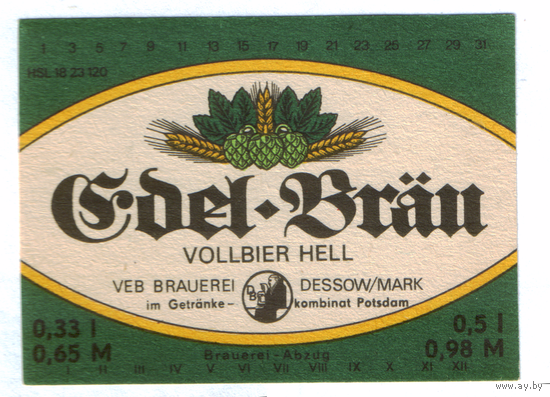 1 3 5 7 9 11 13 15 17 19 21 23 25 27 29 31
HSL 18 23 120
Edel-Bräu
VOLLBIER HELL
VEB BRAUEREI DESSOW/MARK
im Getränke- kombinat Potsdam
DBD
0,33 l 0,5 l
0,65 M 0,98 M
Brauerei-Abzug
I II III IV V VI VII VIII IX X XI XII
www.ay.by